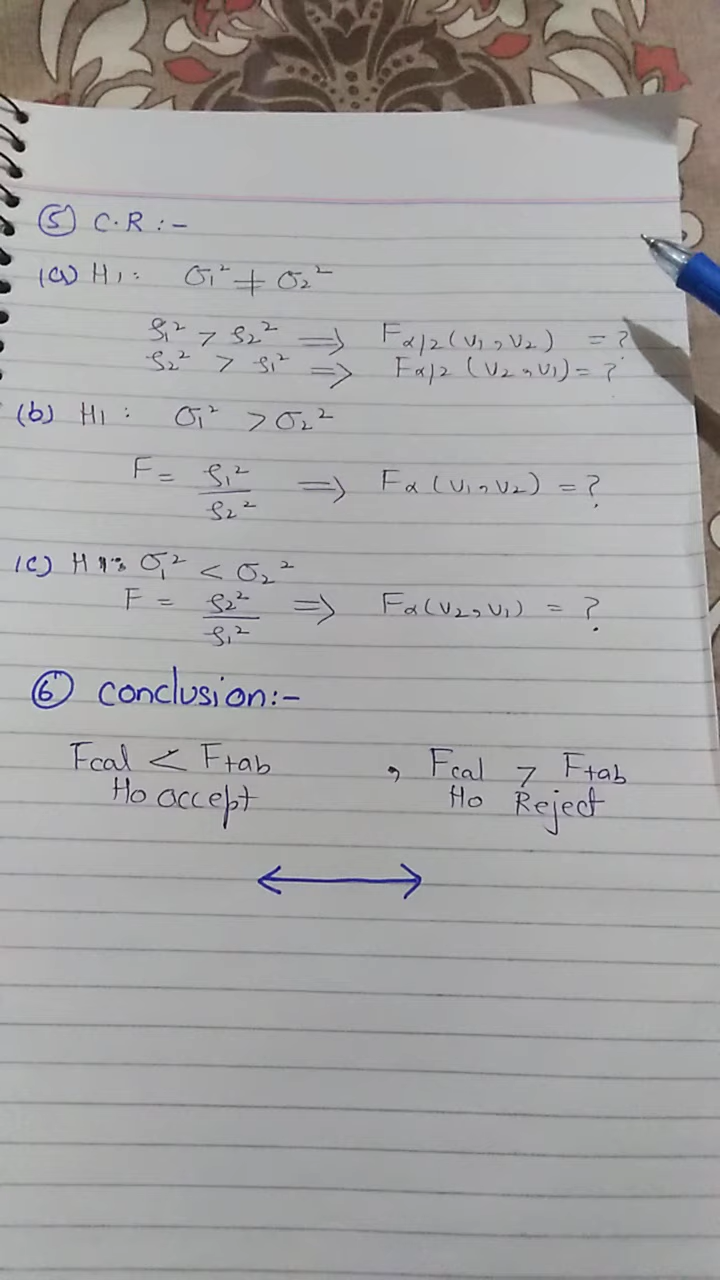 ⑤ C.R :-
(a) H₁: σ₁² ≠ σ₂²
S₁² > S₂² ⟹ Fα/2 (v₁, v₂) = ?
S₂² > S₁² ⟹ Fα/2 (v₂, v₁) = ?
(b) H₁ : σ₁² > σ₂²
F = S₁²/S₂² ⟹ Fα (v₁, v₂) = ?
(c) H₁: σ₁² < σ₂²
F = S₂²/S₁² ⟹ Fα(v₂, v₁) = ?
⑥ conclusion:-
Fcal < Ftab , Fcal > Ftab
Ho accept Ho Reject